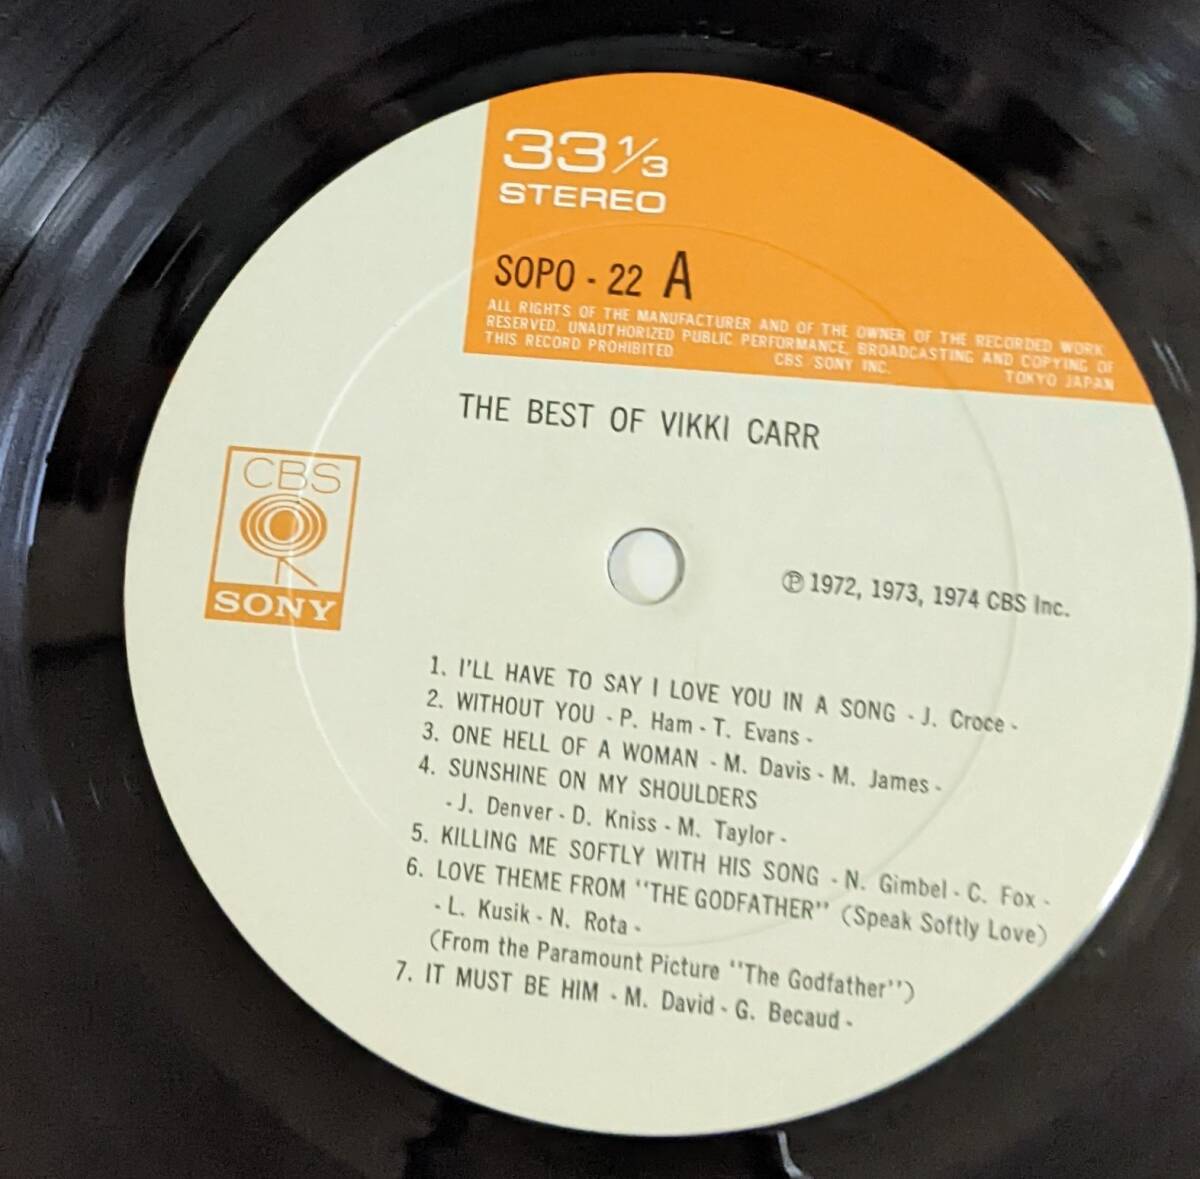 33 1/3
STEREO
SOPO - 22 A
ALL RIGHTS OF THE MANUFACTURER AND OF THE OWNER OF THE RECORDED WORK
RESERVED. UNAUTHORIZED PUBLIC PERFORMANCE, BROADCASTING AND COPYING OF
THIS RECORD PROHIBITED CBS/SONY INC. TOKYO JAPAN
THE BEST OF VIKKI CARR
CBS
SONY
℗ 1972, 1973, 1974 CBS Inc.
1. I'LL HAVE TO SAY I LOVE YOU IN A SONG - J. Croce -
2. WITHOUT YOU - P. Ham - T. Evans -
3. ONE HELL OF A WOMAN - M. Davis - M. James -
4. SUNSHINE ON MY SHOULDERS
- J. Denver - D. Kniss - M. Taylor -
5. KILLING ME SOFTLY WITH HIS SONG - N. Gimbel - C. Fox -
6. LOVE THEME FROM "THE GODFATHER" (Speak Softly Love)
- L. Kusik - N. Rota -
(From the Paramount Picture "The Godfather")
7. IT MUST BE HIM - M. David - G. Becaud -